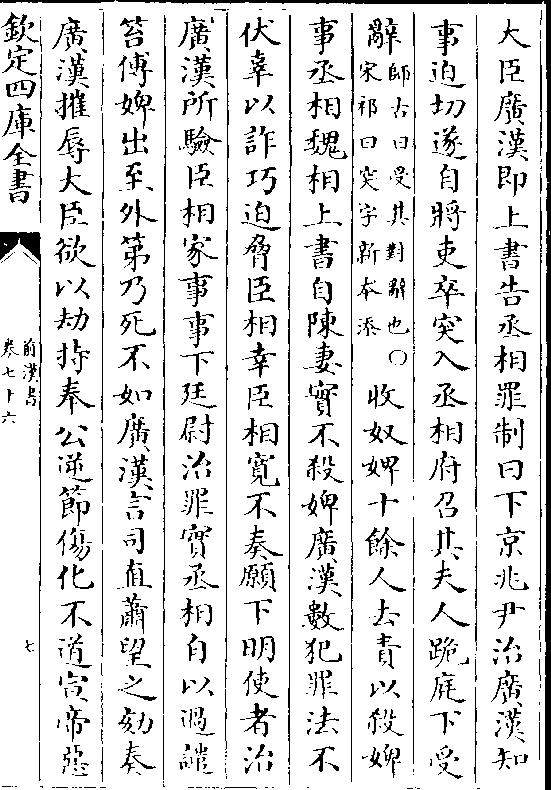 大臣廣漢即上書告丞相罪制曰下京兆尹治廣漢知
事迫切遂自將吏卒突入丞相府召其夫人跪庭下受
辭師古曰受其對辭也○
宋祁曰突字新本添
收奴婢十餘人去責以殺婢
事丞相魏相上書自陳妻實不殺婢廣漢數犯罪法不
伏辜以詐巧迫脅臣相幸臣相寛不奏願下明使者治
廣漢所驗臣相家事事下廷尉治罪實丞相自以過譴
笞傅婢出至外第乃死不如廣漢言司直蕭望之劾奏
廣漢摧辱大臣欲以劫持奉公逆節傷化不道宣帝惡
欽定四庫全書
前漢書
卷七十六
七